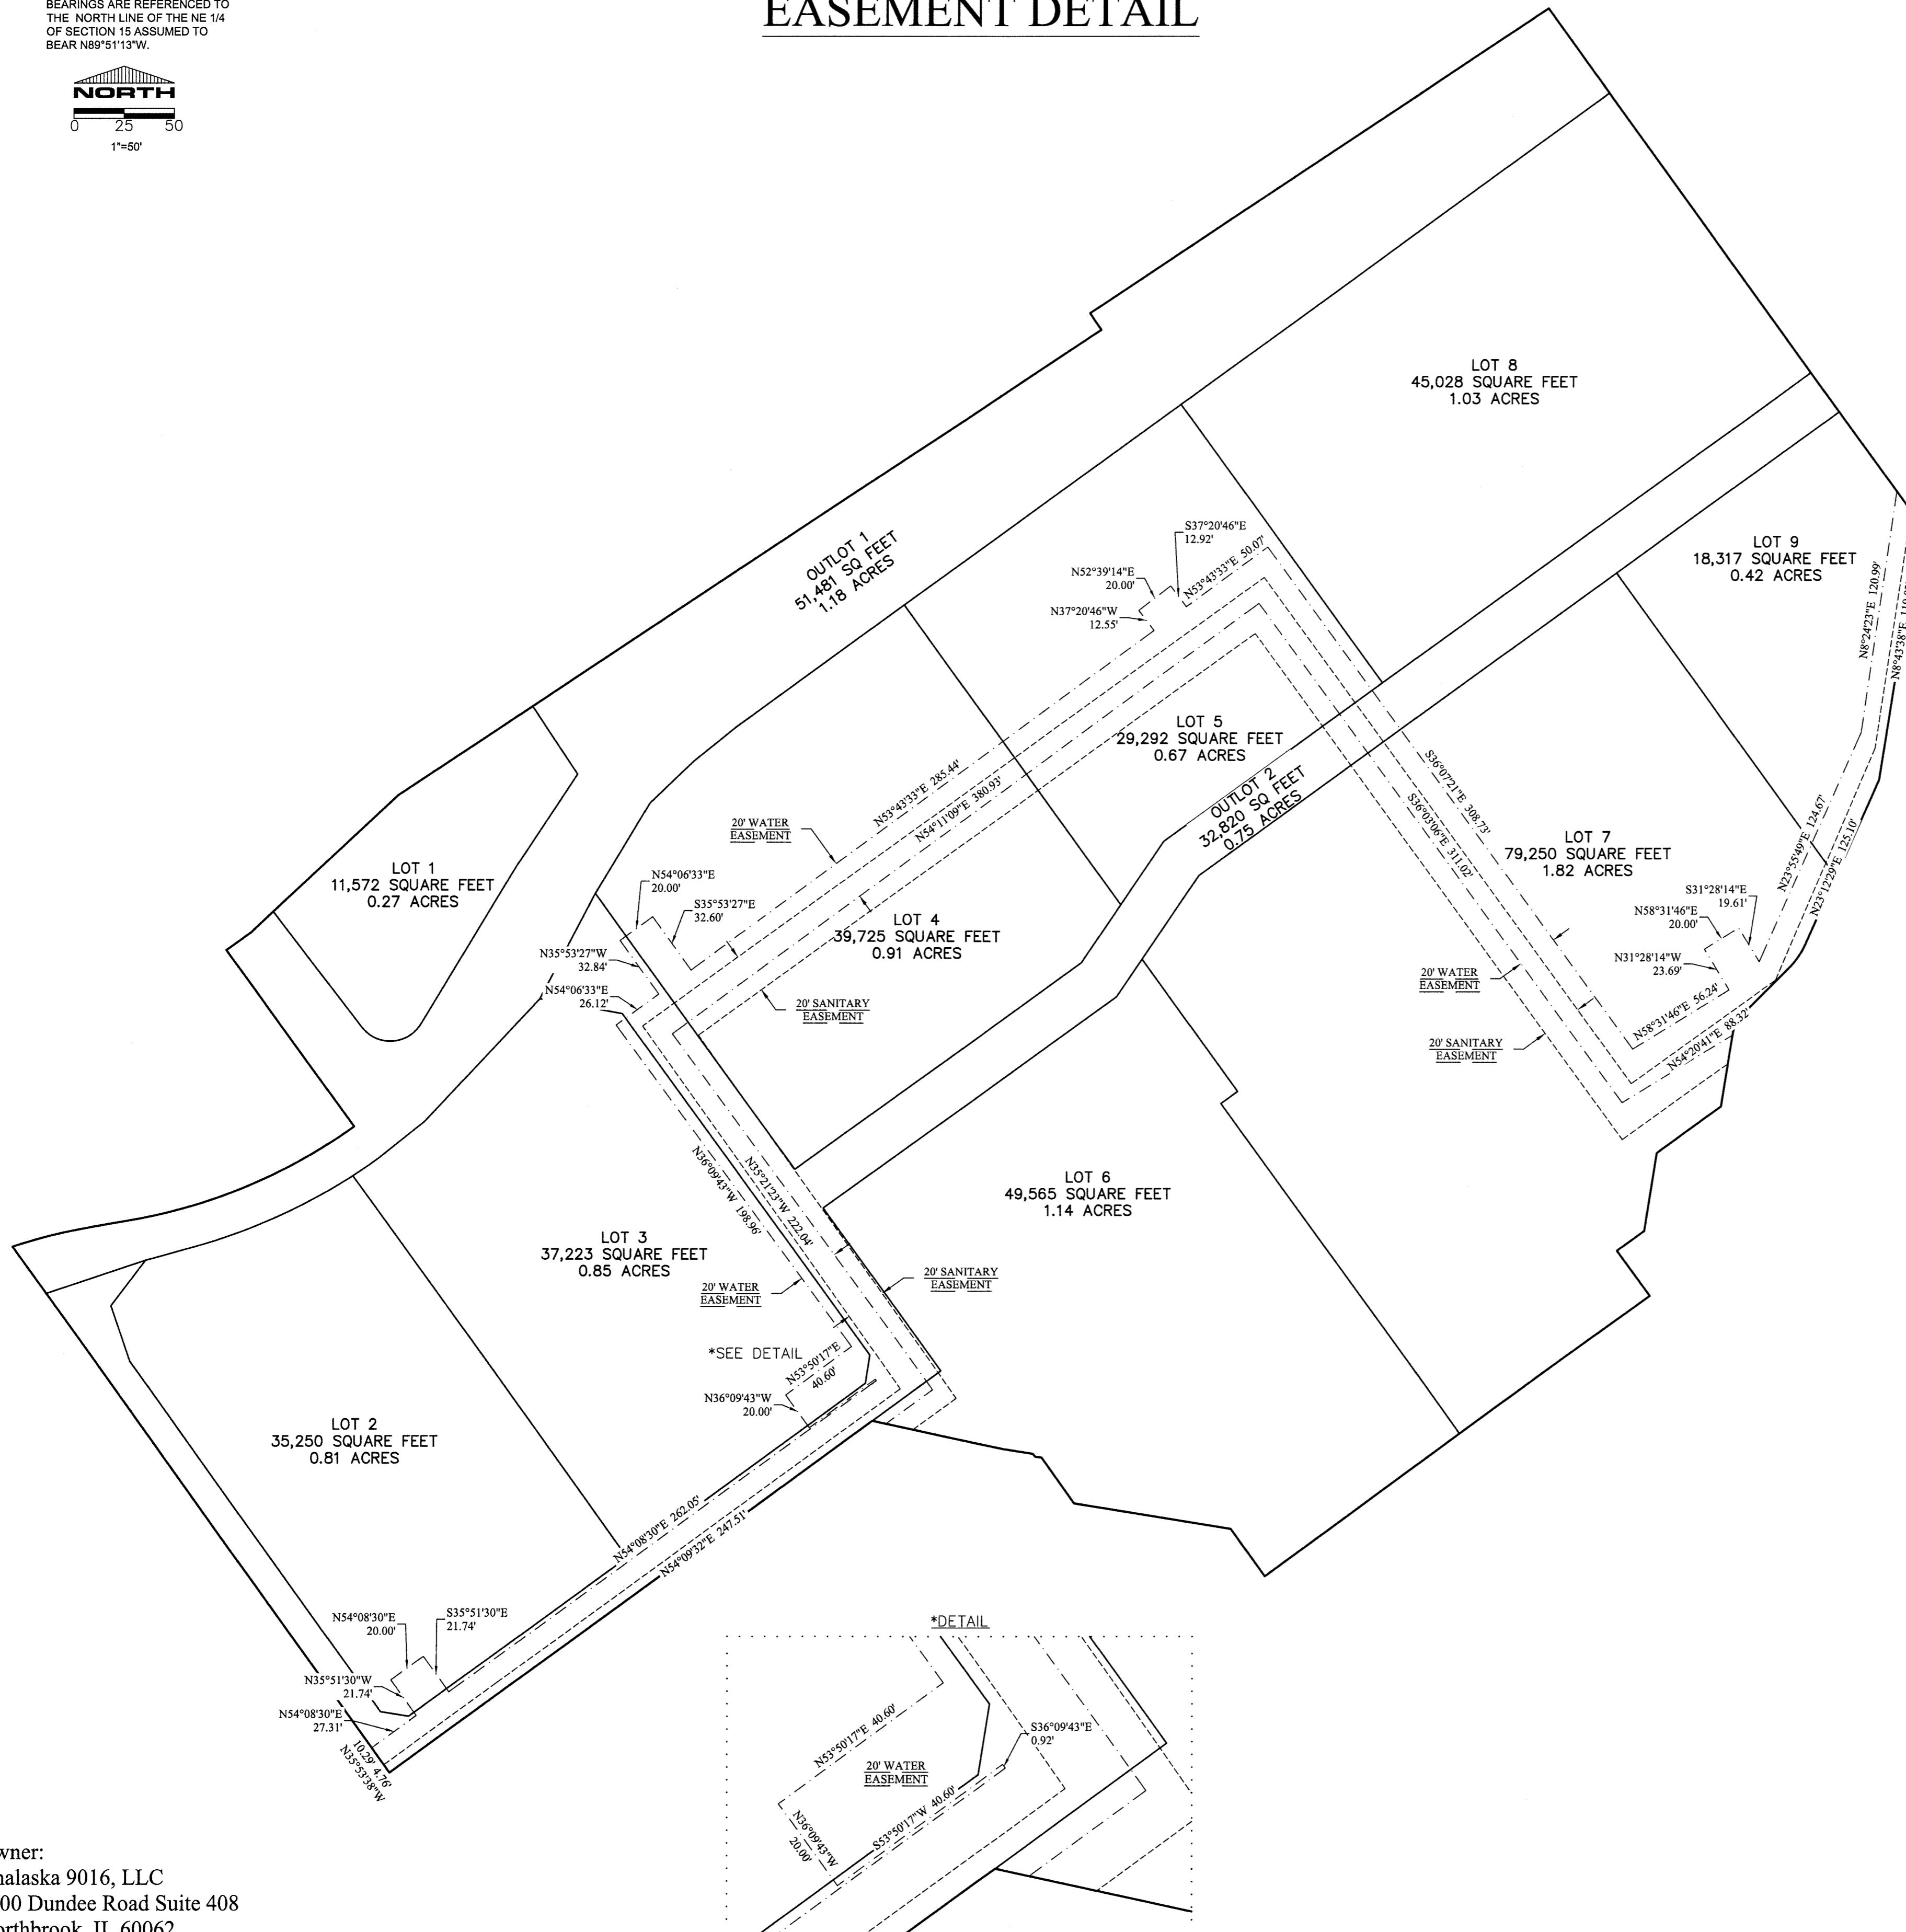 BEARINGS ARE REFERENCED TO
THE NORTH LINE OF THE NE 1/4
OF SECTION 15 ASSUMED TO
BEAR N89°51'13"W.
NORTH
0 25 50
1"=50'
EASEMENT DETAIL
LOT 8
45,028 SQUARE FEET
1.03 ACRES
OUTLOT 1
51,481 SQ FEET
1.18 ACRES
S37°20'46"E
12.92'
N52°39'14"E
20.00'
N37°20'46"W
12.55'
N53°43'33"E 50.07'
LOT 9
18,317 SQUARE FEET
0.42 ACRES
N8°24'23"E 120.99'
N8°43'38"E
LOT 5
29,292 SQUARE FEET
0.67 ACRES
OUTLOT 2
32,820 SQ FEET
0.75 ACRES
N53°43'33"E 285.44'
N54°11'09"E 380.93'
20' WATER
EASEMENT
S36°07'21"E 308.73'
S36°03'06"E 311.02'
LOT 7
79,250 SQUARE FEET
1.82 ACRES
N23°55'49"E 124.67'
N23°12'29"E 125.10'
LOT 1
11,572 SQUARE FEET
0.27 ACRES
N54°06'33"E
20.00'
S35°53'27"E
32.60'
N35°53'27"W
32.84'
N54°06'33"E
26.12'
LOT 4
39,725 SQUARE FEET
0.91 ACRES
20' SANITARY
EASEMENT
S31°28'14"E
19.61'
N58°31'46"E
20.00'
N31°28'14"W
23.69'
20' WATER
EASEMENT
20' SANITARY
EASEMENT
N58°31'46"E 56.24'
N54°20'41"E 88.32'
N36°09'43"W 198.96'
N35°21'23"W 222.04'
LOT 6
49,565 SQUARE FEET
1.14 ACRES
LOT 3
37,223 SQUARE FEET
0.85 ACRES
20' WATER
EASEMENT
20' SANITARY
EASEMENT
*SEE DETAIL
N53°50'17"E
40.60'
N36°09'43"W
20.00'
LOT 2
35,250 SQUARE FEET
0.81 ACRES
N54°08'30"E 262.05'
N54°09'32"E 247.51'
N54°08'30"E
20.00'
S35°51'30"E
21.74'
N35°51'30"W
21.74'
N54°08'30"E
27.31'
10.29' 4.76'
N35°53'38"W
*DETAIL
N53°50'17"E 40.60'
S36°09'43"E
0.92'
20' WATER
EASEMENT
N36°09'43"W
20.00'
S53°50'17"W 40.60'
wner:
nalaska 9016, LLC
00 Dundee Road Suite 408
orthbrook, IL 60062